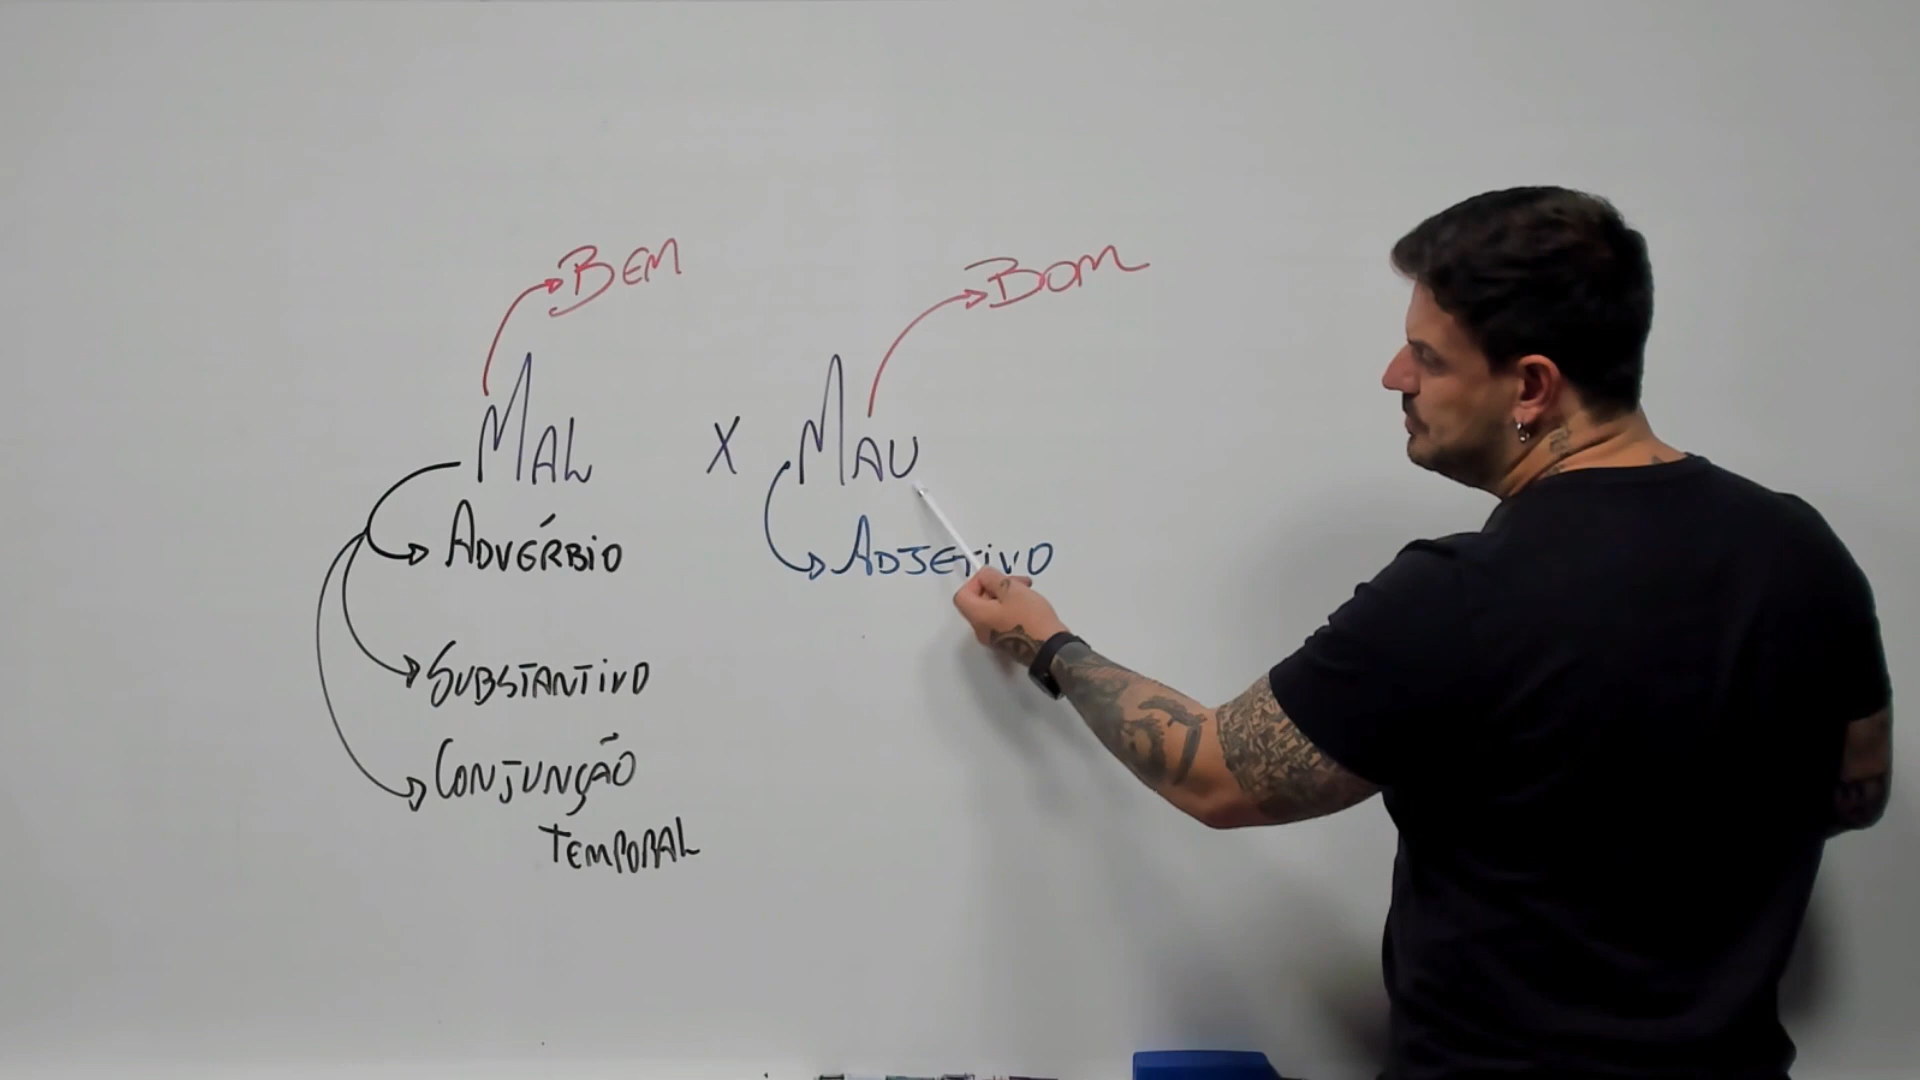 BEM
BOM
MAL X MAU
ADVÉRBIO
ADJETIVO
SUBSTANTIVO
CONJUNÇÃO
TEMPORAL